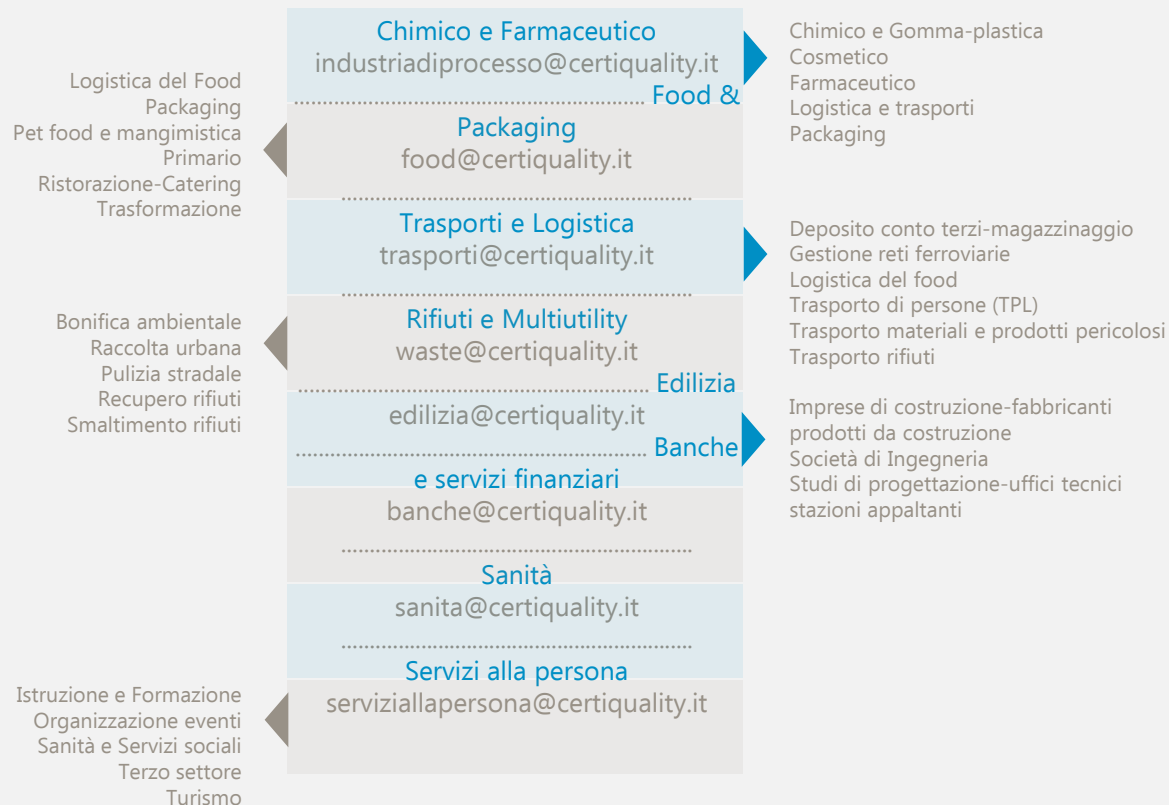 Chimico e Farmaceutico
industriadiprocesso@certiquality.it
Food &
Packaging
food@certiquality.it
Trasporti e Logistica
trasporti@certiquality.it
Rifiuti e Multiutility
waste@certiquality.it
Edilizia
edilizia@certiquality.it
Banche
e servizi finanziari
banche@certiquality.it
Sanità
sanita@certiquality.it
Servizi alla persona
serviziallapersona@certiquality.it
Logistica del Food
Packaging
Pet food e mangimistica
Primario
Ristorazione-Catering
Trasformazione
Bonifica ambientale
Raccolta urbana
Pulizia stradale
Recupero rifiuti
Smaltimento rifiuti
Istruzione e Formazione
Organizzazione eventi
Sanità e Servizi sociali
Terzo settore
Turismo
Chimico e Gomma-plastica
Cosmetico
Farmaceutico
Logistica e trasporti
Packaging
Deposito conto terzi-magazzinaggio
Gestione reti ferroviarie
Logistica del food
Trasporto di persone (TPL)
Trasporto materiali e prodotti pericolosi
Trasporto rifiuti
Imprese di costruzione-fabbricanti
prodotti da costruzione
Società di Ingegneria
Studi di progettazione-uffici tecnici
stazioni appaltanti